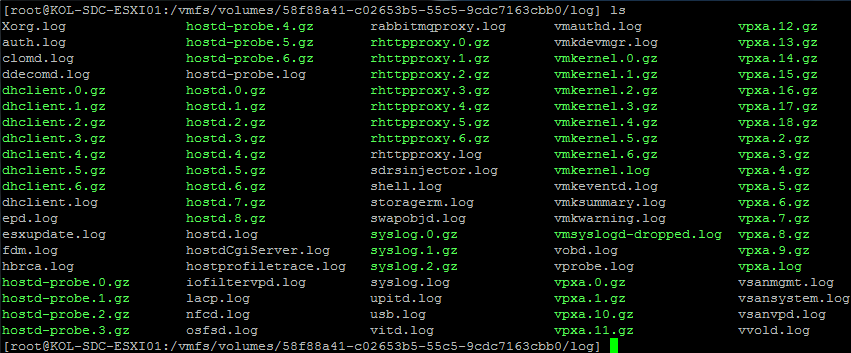 [root@KOL-SDC-ESXI01:/vmfs/volumes/58f88a41-c02653b5-55c5-9cdc7163cbb0/log] ls
Xorg.log hostd-probe.4.gz rabbitmqproxy.log vmauthd.log vpxa.12.gz
auth.log hostd-probe.5.gz rhttpproxy.0.gz vmkdevmgr.log vpxa.13.gz
clomd.log hostd-probe.6.gz rhttpproxy.1.gz vmkernel.0.gz vpxa.14.gz
ddecomd.log hostd-probe.log rhttpproxy.2.gz vmkernel.1.gz vpxa.15.gz
dhclient.0.gz hostd.0.gz rhttpproxy.3.gz vmkernel.2.gz vpxa.16.gz
dhclient.1.gz hostd.1.gz rhttpproxy.4.gz vmkernel.3.gz vpxa.17.gz
dhclient.2.gz hostd.2.gz rhttpproxy.5.gz vmkernel.4.gz vpxa.18.gz
dhclient.3.gz hostd.3.gz rhttpproxy.6.gz vmkernel.5.gz vpxa.2.gz
dhclient.4.gz hostd.4.gz rhttpproxy.log vmkernel.6.gz vpxa.3.gz
dhclient.5.gz hostd.5.gz sdrsinjector.log vmkernel.log vpxa.4.gz
dhclient.6.gz hostd.6.gz shell.log vmkeventd.log vpxa.5.gz
dhclient.log hostd.7.gz storagerm.log vmksummary.log vpxa.6.gz
epd.log hostd.8.gz swapobjd.log vmkwarning.log vpxa.7.gz
esxupdate.log hostd.log syslog.0.gz vmsyslogd-dropped.log vpxa.8.gz
fdm.log hostdCgiServer.log syslog.1.gz vobd.log vpxa.9.gz
hbrca.log hostprofiletrace.log syslog.2.gz vprobe.log vpxa.log
hostd-probe.0.gz iofiltervpd.log syslog.log vpxa.0.gz vsanmgmt.log
hostd-probe.1.gz lacp.log upitd.log vpxa.1.gz vsansystem.log
hostd-probe.2.gz nfcd.log usb.log vpxa.10.gz vsanvpd.log
hostd-probe.3.gz osfsd.log vitd.log vpxa.11.gz vvold.log
[root@KOL-SDC-ESXI01:/vmfs/volumes/58f88a41-c02653b5-55c5-9cdc7163cbb0/log]